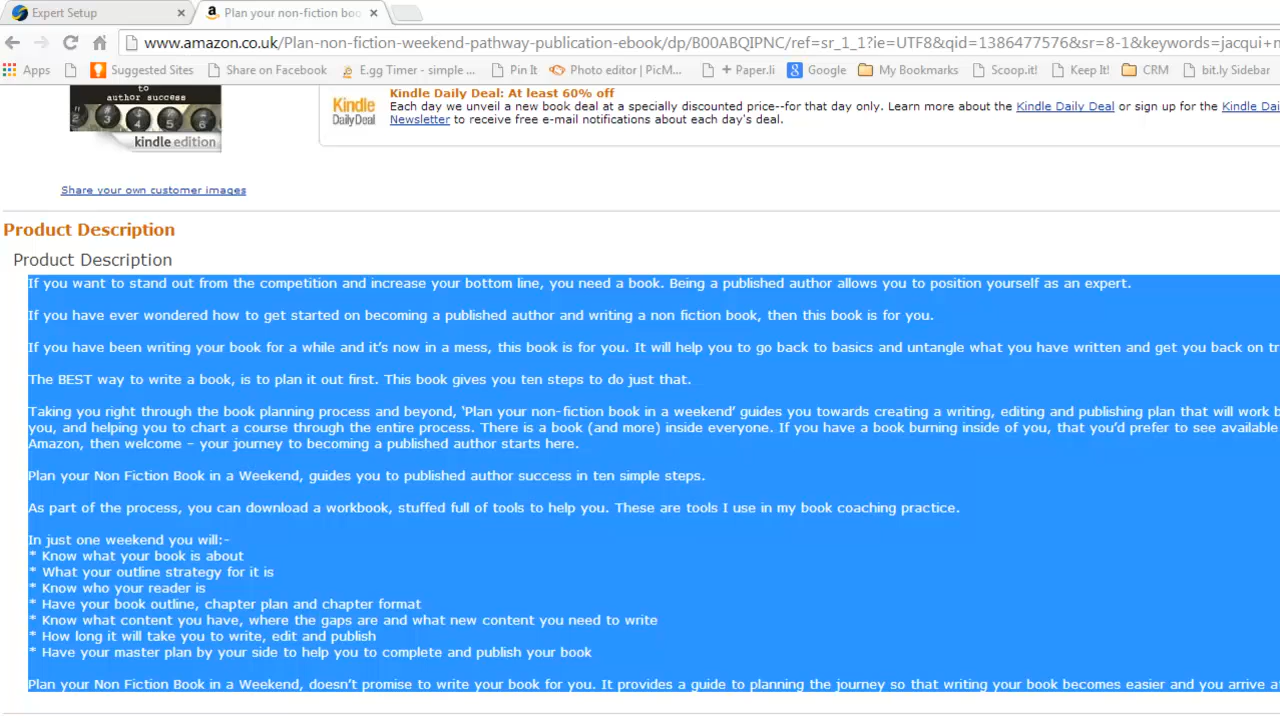 Expert Setup
Plan your non-fiction boo
www.amazon.co.uk/Plan-non-fiction-weekend-pathway-publication-ebook/dp/B00ABQIPNC/ref=sr_1_1?ie=UTF8&qid=1386477576&sr=8-1&keywords=jacqui+
Apps Suggested Sites Share on Facebook E.gg Timer - simple ... Pin It Photo editor | PicM... + Paper.li Google My Bookmarks Scoop.it! Keep It! CRM bit.ly Sidebar
to
author success
2 3 4 5 6
kindle edition
Kindle
Daily Deal
Kindle Daily Deal: At least 60% off
Each day we unveil a new book deal at a specially discounted price--for that day only. Learn more about the Kindle Daily Deal or sign up for the Kindle Dai
Newsletter to receive free e-mail notifications about each day's deal.
Share your own customer images
Product Description
Product Description
If you want to stand out from the competition and increase your bottom line, you need a book. Being a published author allows you to position yourself as an expert.
If you have ever wondered how to get started on becoming a published author and writing a non fiction book, then this book is for you.
If you have been writing your book for a while and it's now in a mess, this book is for you. It will help you to go back to basics and untangle what you have written and get you back on tr
The BEST way to write a book, is to plan it out first. This book gives you ten steps to do just that.
Taking you right through the book planning process and beyond, 'Plan your non-fiction book in a weekend' guides you towards creating a writing, editing and publishing plan that will work b
you, and helping you to chart a course through the entire process. There is a book (and more) inside everyone. If you have a book burning inside of you, that you'd prefer to see available
Amazon, then welcome – your journey to becoming a published author starts here.
Plan your Non Fiction Book in a Weekend, guides you to published author success in ten simple steps.
As part of the process, you can download a workbook, stuffed full of tools to help you. These are tools I use in my book coaching practice.
In just one weekend you will:-
* Know what your book is about
* What your outline strategy for it is
* Know who your reader is
* Have your book outline, chapter plan and chapter format
* Know what content you have, where the gaps are and what new content you need to write
* How long it will take you to write, edit and publish
* Have your master plan by your side to help you to complete and publish your book
Plan your Non Fiction Book in a Weekend, doesn't promise to write your book for you. It provides a guide to planning the journey so that writing your book becomes easier and you arrive a